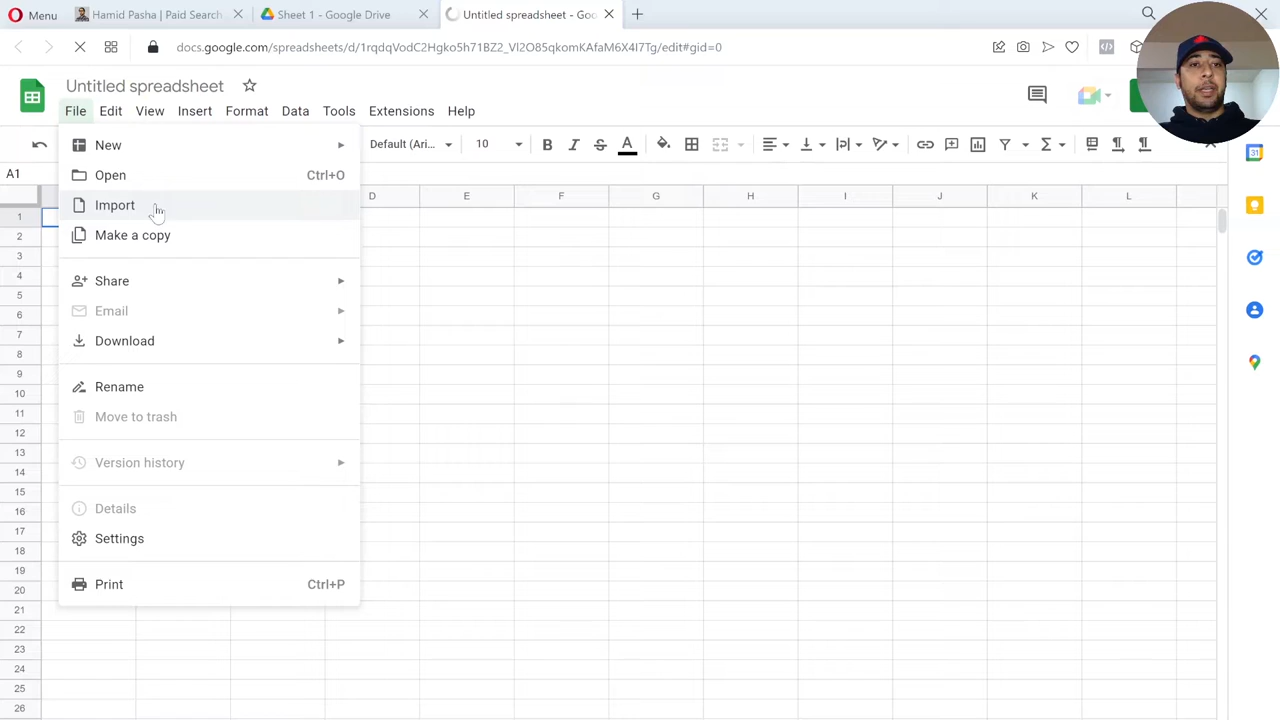 Menu
Hamid Pasha | Paid Search
Sheet 1 - Google Drive
Untitled spreadsheet - Goo
docs.google.com/spreadsheets/d/1rqdqVodC2Hgko5h71BZ2_Vl2O85qkomKAfaM6X4I7Tg/edit#gid=0
Untitled spreadsheet
File Edit View Insert Format Data Tools Extensions Help
Default (Ari... 10 B I S A
A1
D E F G H I J K L
New
Open Ctrl+O
Import
Make a copy
Share
Email
Download
Rename
Move to trash
Version history
Details
Settings
Print Ctrl+P
1
2
3
4
5
6
7
8
9
10
11
12
13
14
15
16
17
18
19
20
21
22
23
24
25
26
31